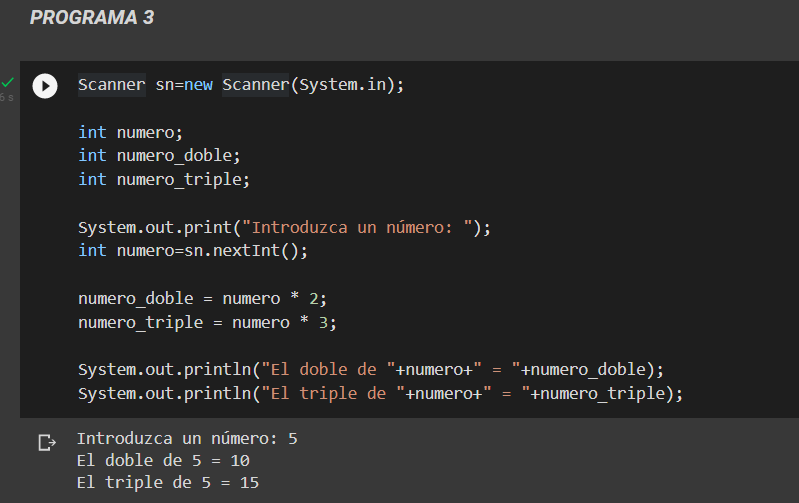 PROGRAMA 3
Scanner sn=new Scanner(System.in);
int numero;
int numero_doble;
int numero_triple;
System.out.print("Introduzca un número: ");
int numero=sn.nextInt();
numero_doble = numero * 2;
numero_triple = numero * 3;
System.out.println("El doble de "+numero+" = "+numero_doble);
System.out.println("El triple de "+numero+" = "+numero_triple);
Introduzca un número: 5
El doble de 5 = 10
El triple de 5 = 15